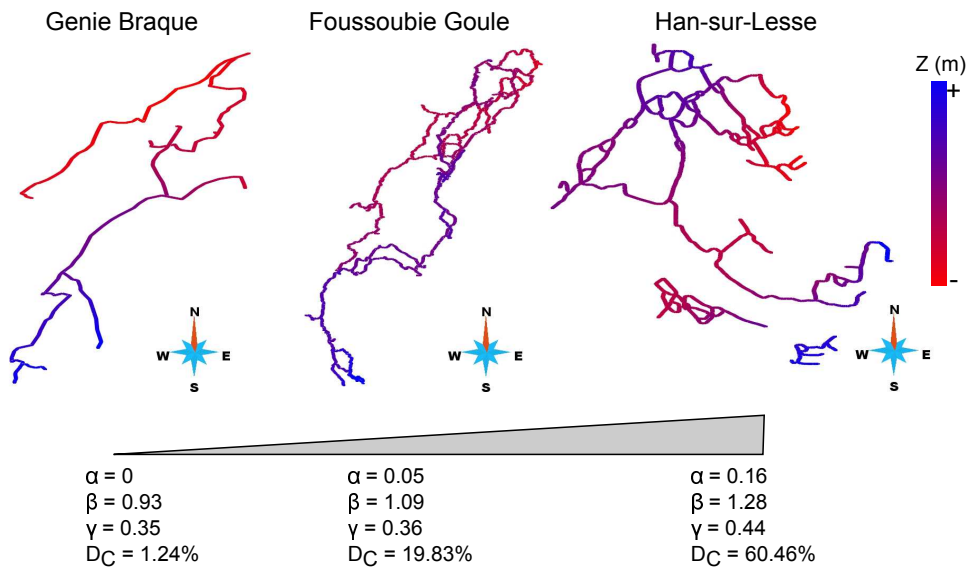 Genie Braque
Foussoubie Goule
Han-sur-Lesse
Z (m)
+
-
N
W E
S
N
W E
S
N
W E
S
α = 0
β = 0.93
γ = 0.35
DC = 1.24%
α = 0.05
β = 1.09
γ = 0.36
DC = 19.83%
α = 0.16
β = 1.28
γ = 0.44
DC = 60.46%